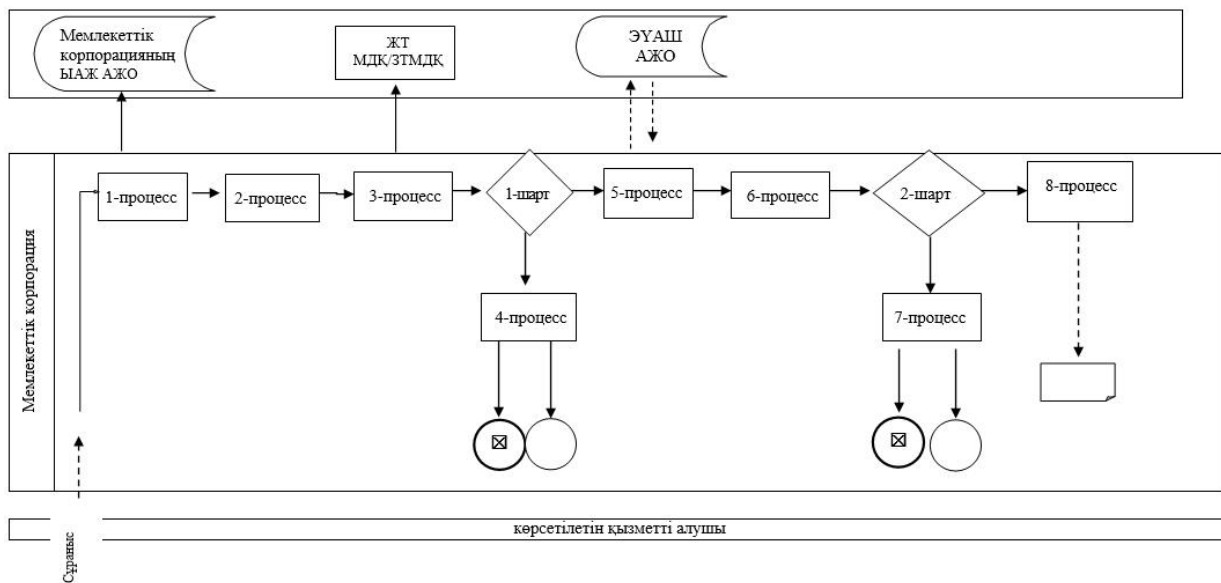 Мемлекеттік
корпорацияның
ЫАЖ АЖО
ЖТ
МДҚ/ЗТМДҚ
ЭҮАШ
АЖО
Мемлекеттік корпорация
1-процесс
2-процесс
3-процесс
1-шарт
5-процесс
6-процесс
2-шарт
8-процесс
4-процесс
7-процесс
көрсетілетін қызметті алушы
Сұраныс